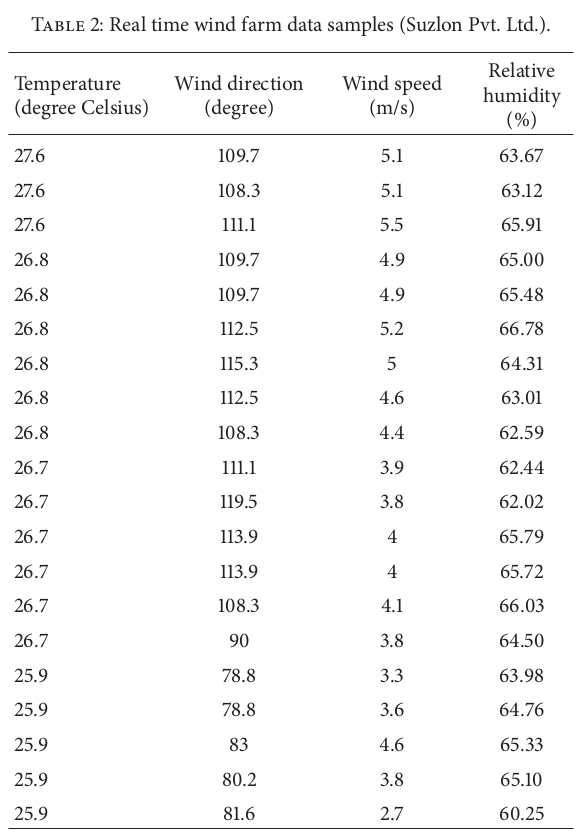 TABLE 2: Real time wind farm data samples (Suzlon Pvt. Ltd.).
Temperature (degree Celsius) Wind direction (degree) Wind speed (m/s) Relative humidity (%)
27.6 109.7 5.1 63.67
27.6 108.3 5.1 63.12
27.6 111.1 5.5 65.91
26.8 109.7 4.9 65.00
26.8 109.7 4.9 65.48
26.8 112.5 5.2 66.78
26.8 115.3 5 64.31
26.8 112.5 4.6 63.01
26.8 108.3 4.4 62.59
26.7 111.1 3.9 62.44
26.7 119.5 3.8 62.02
26.7 113.9 4 65.79
26.7 113.9 4 65.72
26.7 108.3 4.1 66.03
26.7 90 3.8 64.50
25.9 78.8 3.3 63.98
25.9 78.8 3.6 64.76
25.9 83 4.6 65.33
25.9 80.2 3.8 65.10
25.9 81.6 2.7 60.25